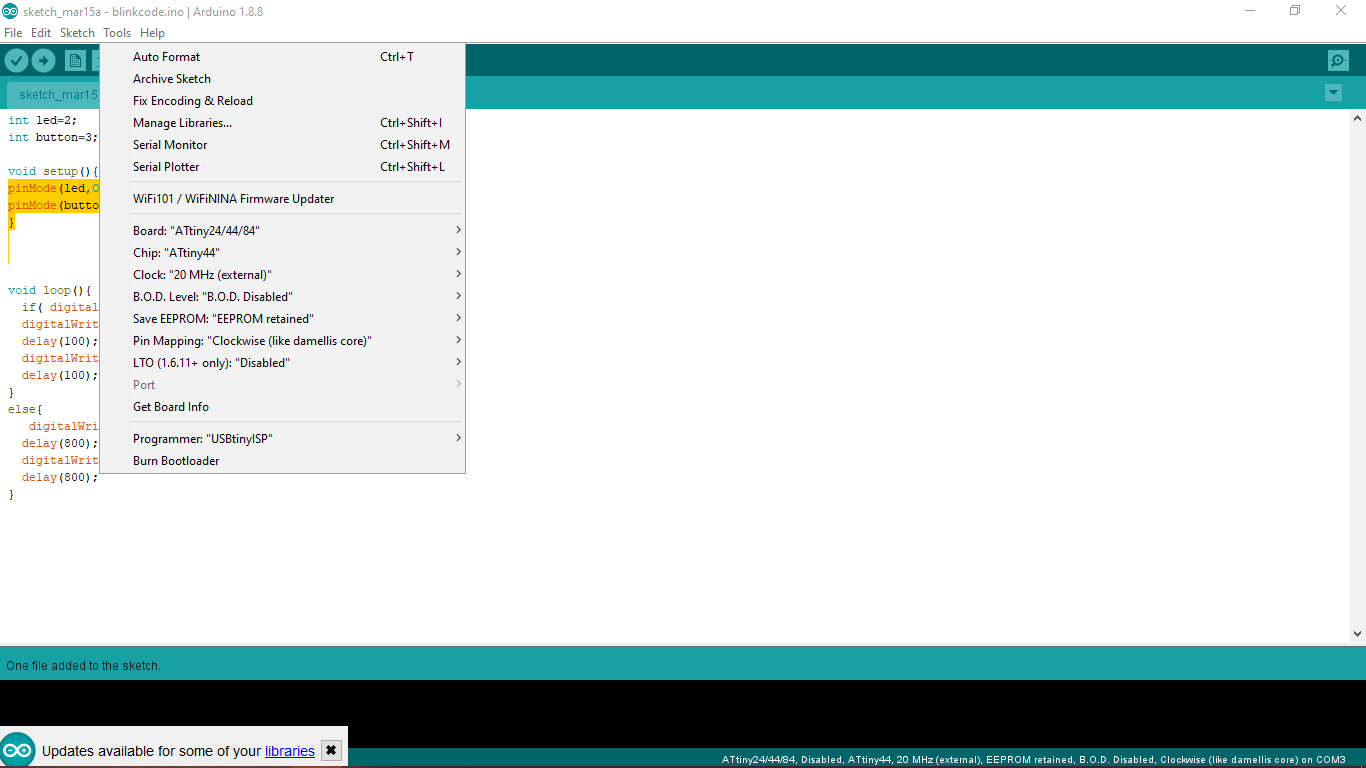 sketch_mar15a - blinkcode.ino | Arduino 1.8.8
File Edit Sketch Tools Help
sketch_mar15
Auto Format Ctrl+T
Archive Sketch
Fix Encoding & Reload
Manage Libraries... Ctrl+Shift+I
Serial Monitor Ctrl+Shift+M
Serial Plotter Ctrl+Shift+L
WiFi101 / WiFiNINA Firmware Updater
Board: "ATtiny24/44/84"
Chip: "ATtiny44"
Clock: "20 MHz (external)"
B.O.D. Level: "B.O.D. Disabled"
Save EEPROM: "EEPROM retained"
Pin Mapping: "Clockwise (like damellis core)"
LTO (1.6.11+ only): "Disabled"
Port
Get Board Info
Programmer: "USBtinyISP"
Burn Bootloader
int led=2;
int button=3;
void setup(){
pinMode(led,O
pinMode(butto
}
void loop(){
if( digital
digitalWrit
delay(100);
digitalWrit
delay(100);
}
else{
digitalWri
delay(800);
digitalWrit
delay(800);
}
One file added to the sketch.
Updates available for some of your libraries
ATtiny24/44/84, Disabled, ATtiny44, 20 MHz (external), EEPROM retained, B.O.D. Disabled, Clockwise (like damellis core) on COM3